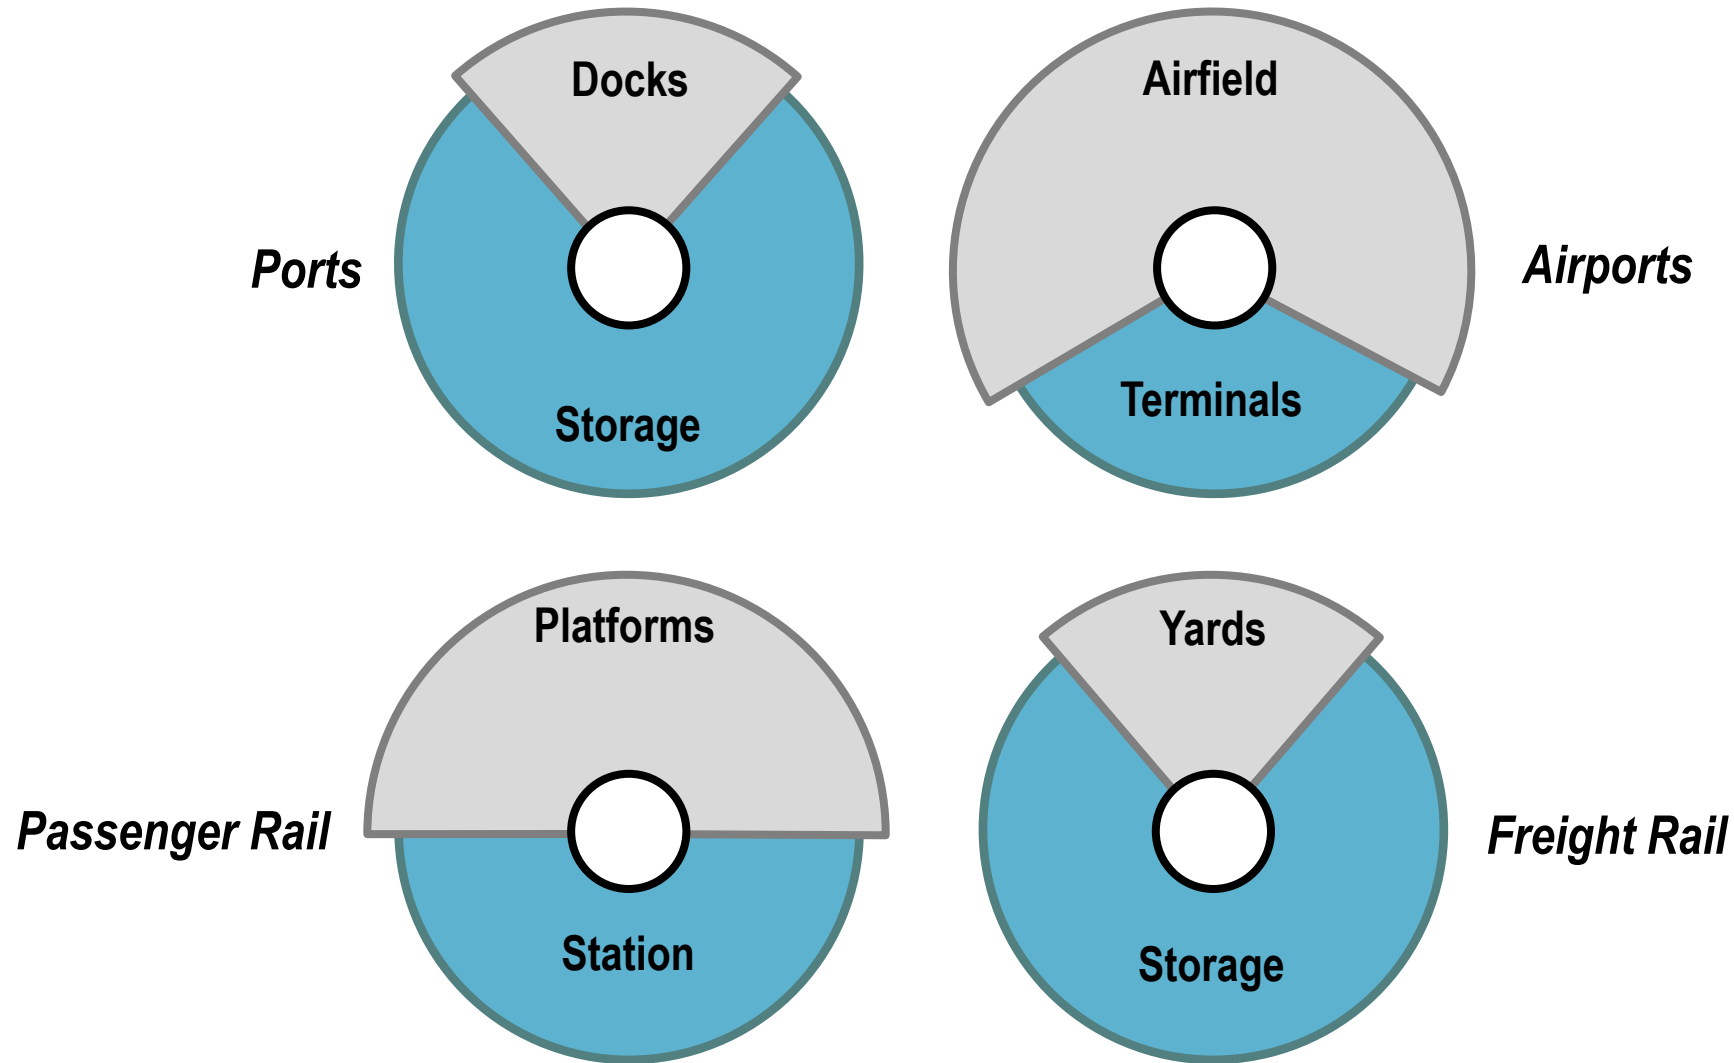 Docks
Airfield
Ports
Airports
Terminals
Storage
Platforms
Yards
Passenger Rail
Freight Rail
Station
Storage